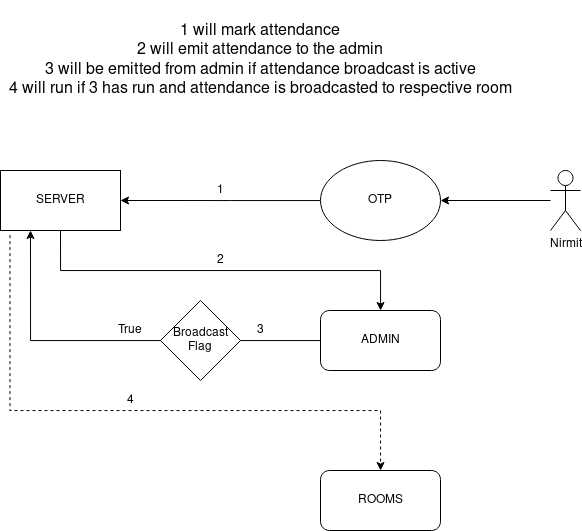 1 will mark attendance
2 will emit attendance to the admin
3 will be emitted from admin if attendance broadcast is active
4 will run if 3 has run and attendance is broadcasted to respective room
SERVER
1
OTP
Nirmit
2
True
Broadcast
Flag
3
ADMIN
4
ROOMS